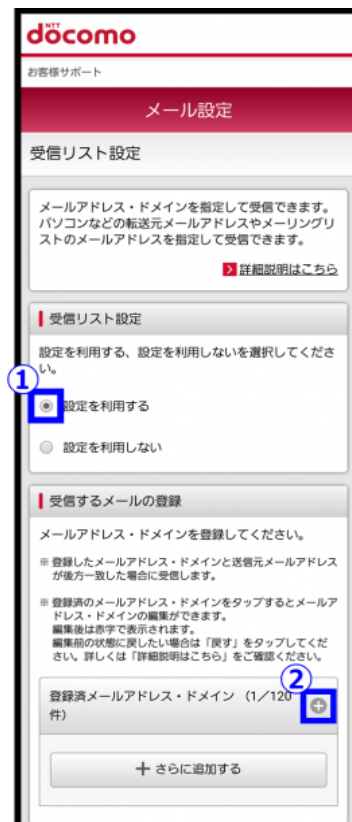 NTT
döcomo
お客様サポート
メール設定
受信リスト設定
メールアドレス・ドメインを指定して受信できます。
パソコンなどの転送元メールアドレスやメーリングリ
ストのメールアドレスを指定して受信できます。
詳細説明はこちら
受信リスト設定
設定を利用する、設定を利用しないを選択してくださ
い。
①
設定を利用する
設定を利用しない
受信するメールの登録
メールアドレス・ドメインを登録してください。
※ 登録したメールアドレス・ドメインと送信元メールアドレス
が後方一致した場合に受信します。
※ 登録済のメールアドレス・ドメインをタップするとメールア
ドレス・ドメインの編集ができます。
編集後は赤字で表示されます。
編集前の状態に戻したい場合は「戻す」をタップしてくだ
さい。詳しくは「詳細説明はこちら」をご確認ください。
②
登録済メールアドレス・ドメイン（1／120
件）
＋ さらに追加する